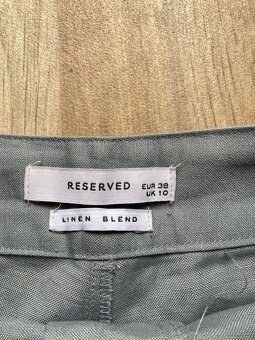 RESERVED
EUR 38
UK 10
LINEN BLEND